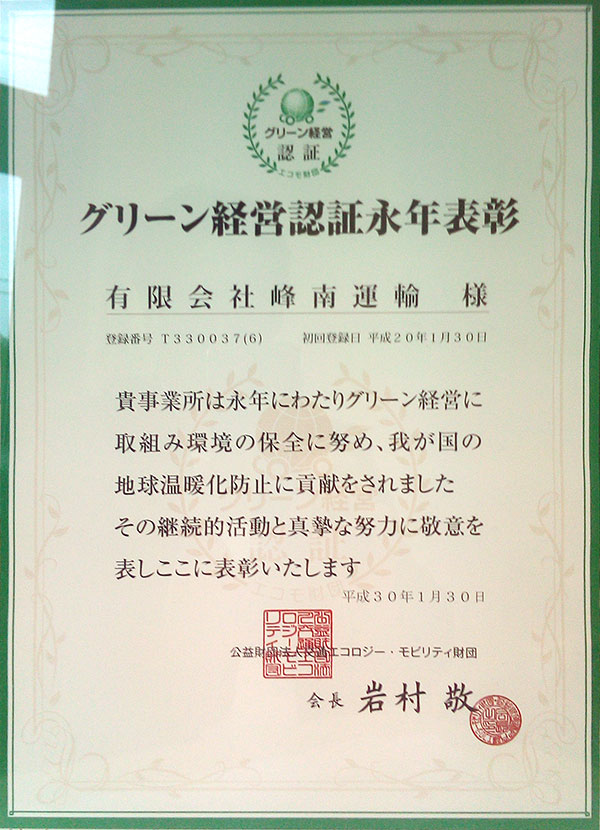 グリーン経営
認証
エコモ財団
グリーン経営認証永年表彰
有限会社峰南運輸　様
登録番号 T330037(6)　初回登録日 平成20年1月30日
貴事業所は永年にわたりグリーン経営に
取組み環境の保全に努め、我が国の
地球温暖化防止に貢献をされました
その継続的活動と真摯な努力に敬意を
表しここに表彰いたします
平成30年1月30日
公益財団法人交通エコロジー・モビリティ財団
会長 岩村 敬